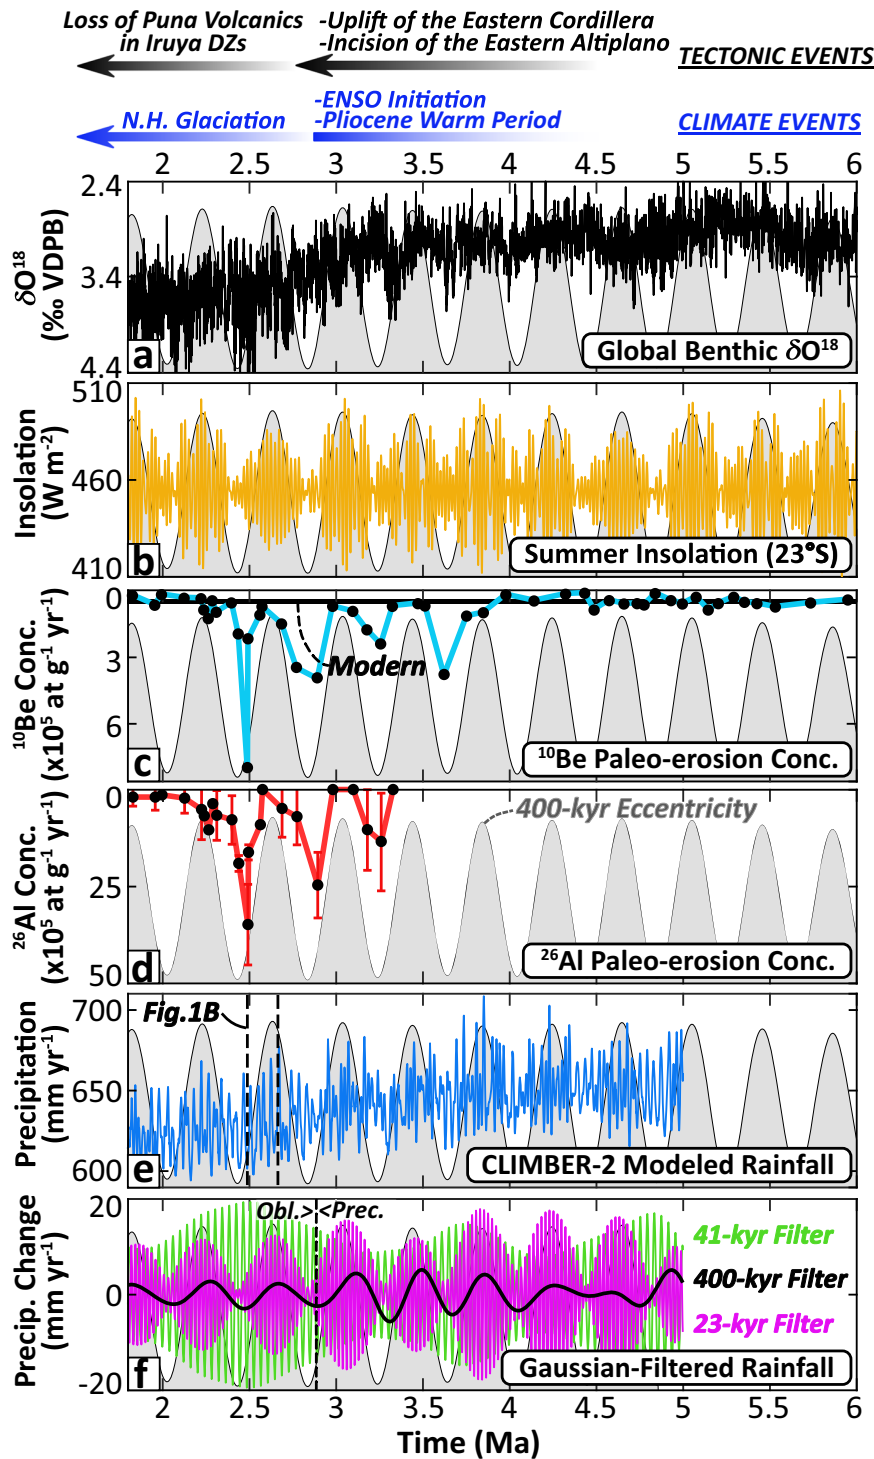 Loss of Puna Volcanics
in Iruya DZs
-Uplift of the Eastern Cordillera
-Incision of the Eastern Altiplano
TECTONIC EVENTS
N.H. Glaciation
-ENSO Initiation
-Pliocene Warm Period
CLIMATE EVENTS
2 2.5 3 3.5 4 4.5 5 5.5 6
2.4
3.4
4.4
δO¹⁸
(‰ VDPB)
a
Global Benthic δO¹⁸
510
460
410
Insolation
(W m⁻²)
b
Summer Insolation (23°S)
0
3
6
¹⁰Be Conc.
(x10⁵ at g⁻¹ yr⁻¹)
Modern
c
¹⁰Be Paleo-erosion Conc.
0
25
50
²⁶Al Conc.
(x10⁵ at g⁻¹ yr⁻¹)
400-kyr Eccentricity
d
²⁶Al Paleo-erosion Conc.
700
650
600
Precipitation
(mm yr⁻¹)
Fig.1B
e
CLIMBER-2 Modeled Rainfall
20
0
-20
Precip. Change
(mm yr⁻¹)
Obl.> <Prec.
41-kyr Filter
400-kyr Filter
23-kyr Filter
f
Gaussian-Filtered Rainfall
2 2.5 3 3.5 4 4.5 5 5.5 6
Time (Ma)